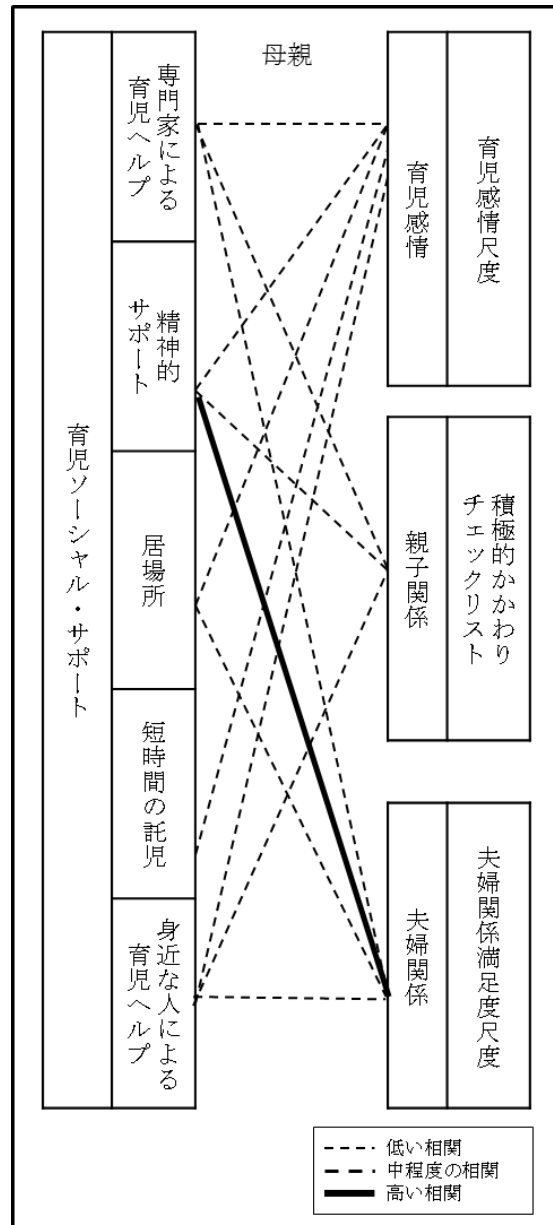 母親
育児ソーシャル・サポート
専門家による
育児ヘルプ
精神的
サポート
居場所
短時間の託児
身近な人による
育児ヘルプ
育児感情
育児感情尺度
親子関係
積極的かかわり
チェックリスト
夫婦関係
夫婦関係満足度尺度
低い相関
中程度の相関
高い相関